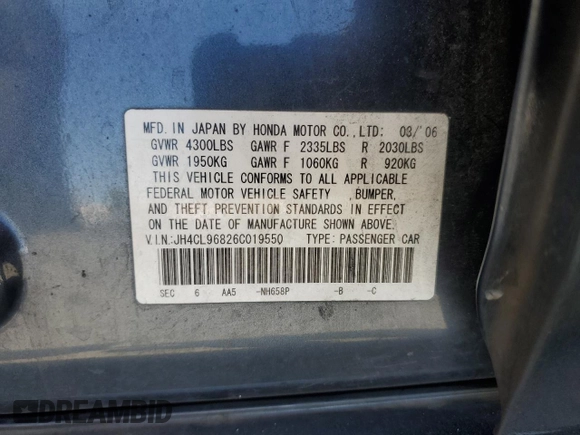 MFD. IN JAPAN BY HONDA MOTOR CO., LTD: 03/'06
GVWR 4300LBS GAWR F 2335LBS R 2030LBS
GVWR 1950KG GAWR F 1060KG R 920KG
THIS VEHICLE CONFORMS TO ALL APPLICABLE
FEDERAL MOTOR VEHICLE SAFETY ,BUMPER,
AND THEFT PREVENTION STANDARDS IN EFFECT
ON THE DATE OF MANUFACTURE SHOWN ABOVE.
V.I.N.:JH4CL96826C019550 TYPE: PASSENGER CAR
SEC 6 AA5 -NH658P -B -C
DREAMBID